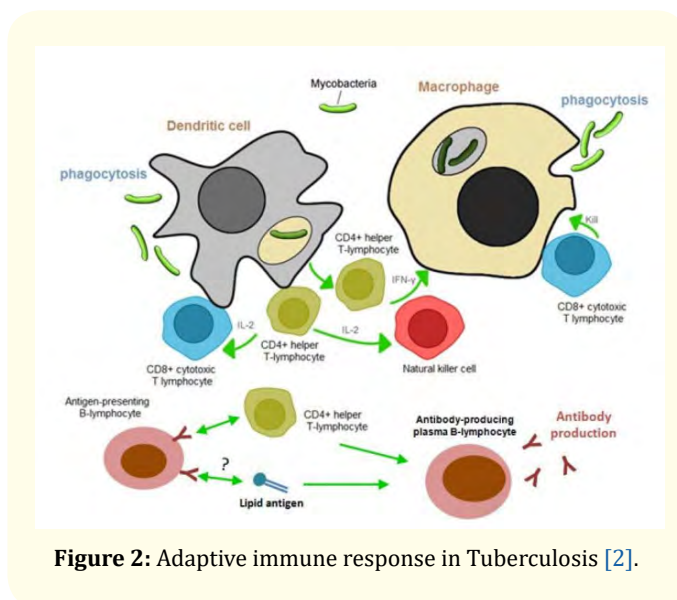 Mycobacteria
Macrophage
phagocytosis
Dendritic cell
phagocytosis
CD4+ helper
T-lymphocyte
Kill
IFN-γ
IL-2
IL-2
CD8+ cytotoxic
T lymphocyte
CD4+ helper
T-lymphocyte
Natural killer cell
CD8+ cytotoxic
T lymphocyte
Antigen-presenting
B-lymphocyte
CD4+ helper
T-lymphocyte
Antibody-producing
plasma B-lymphocyte
Antibody
production
?
Lipid antigen
Figure 2: Adaptive immune response in Tuberculosis [2].